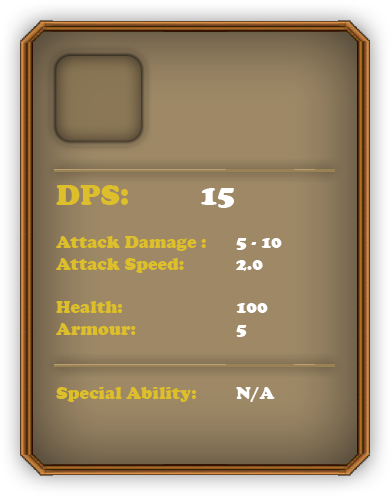 DPS: 15
Attack Damage : 5 - 10
Attack Speed: 2.0
Health: 100
Armour: 5
Special Ability: N/A